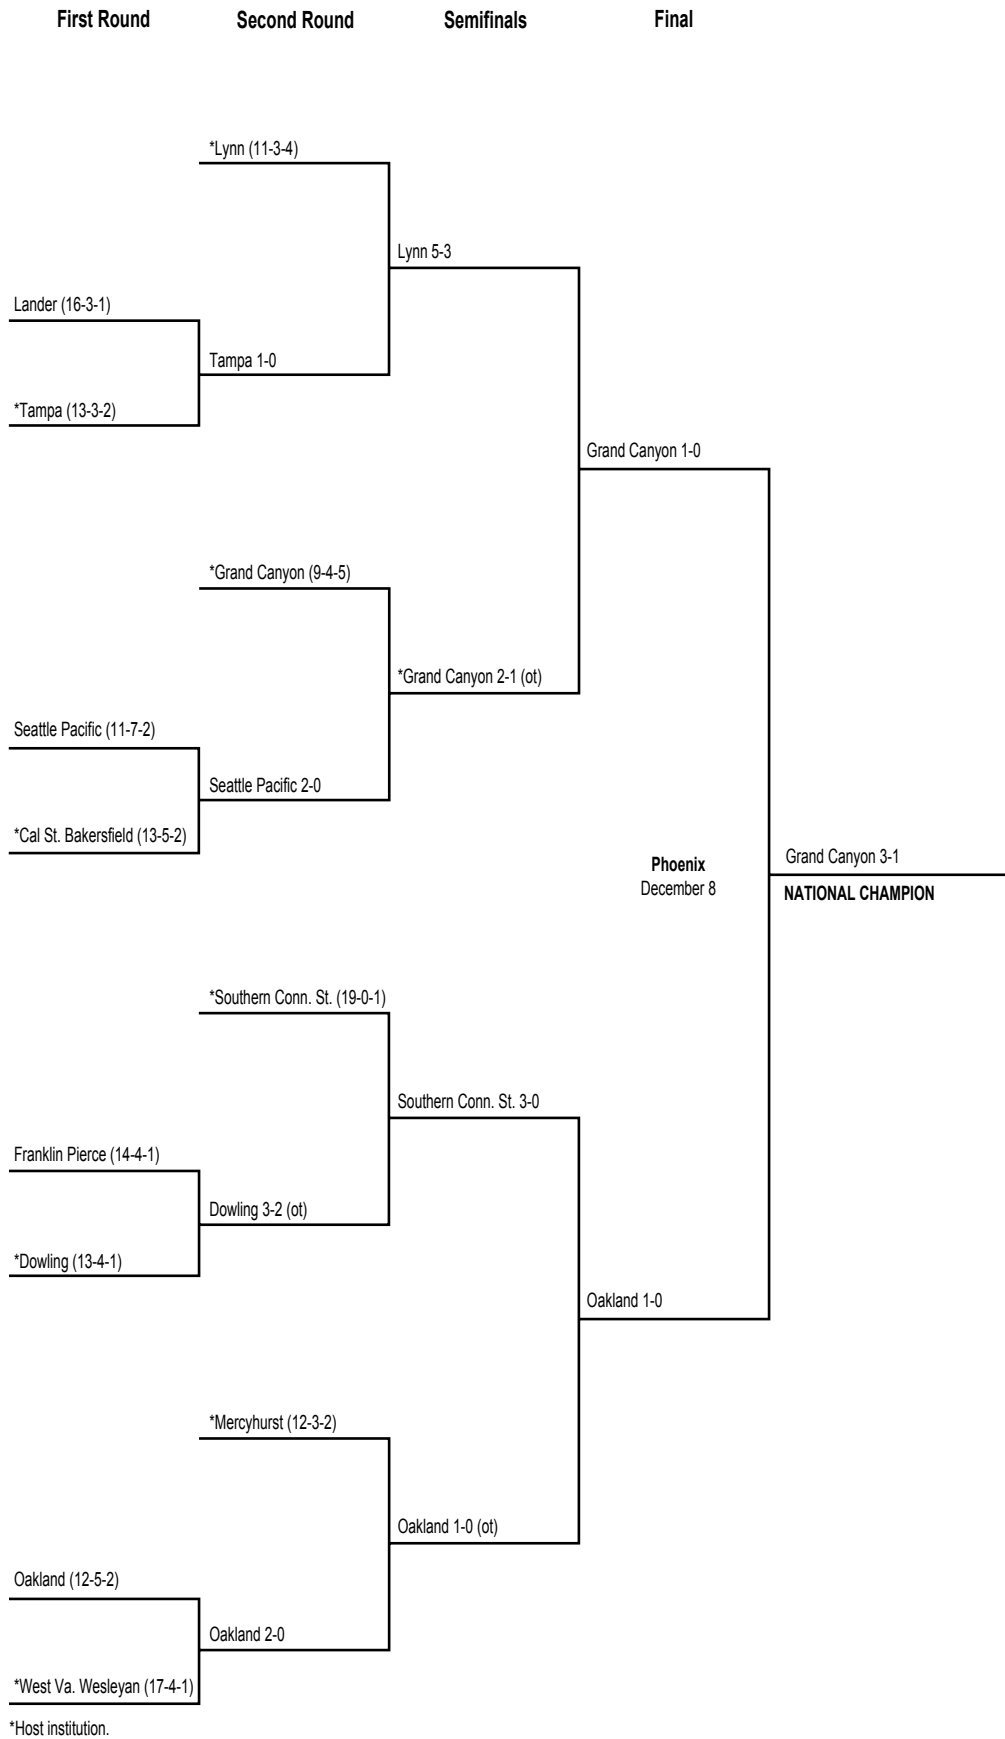 First Round
Second Round
Semifinals
Final
*Lynn (11-3-4)
Lynn 5-3
Lander (16-3-1)
Tampa 1-0
*Tampa (13-3-2)
Grand Canyon 1-0
*Grand Canyon (9-4-5)
*Grand Canyon 2-1 (ot)
Seattle Pacific (11-7-2)
Seattle Pacific 2-0
*Cal St. Bakersfield (13-5-2)
Phoenix
December 8
Grand Canyon 3-1
NATIONAL CHAMPION
*Southern Conn. St. (19-0-1)
Southern Conn. St. 3-0
Franklin Pierce (14-4-1)
Dowling 3-2 (ot)
*Dowling (13-4-1)
Oakland 1-0
*Mercyhurst (12-3-2)
Oakland 1-0 (ot)
Oakland (12-5-2)
Oakland 2-0
*West Va. Wesleyan (17-4-1)
*Host institution.